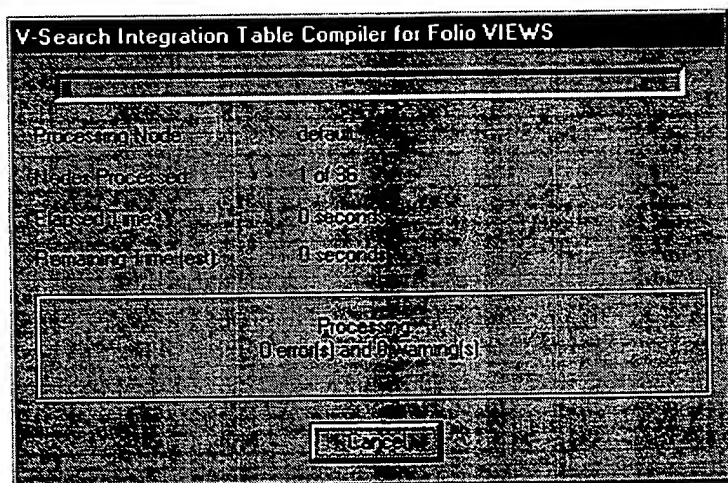 V-Search Integration Table Compiler for Folio VIEWS
Processing Node default
Nodes Processed 1 of 36
Elapsed Time 0 seconds
Remaining Time(est) 0 seconds
Processing...
0 error(s) and 0 warning(s)
Cancel